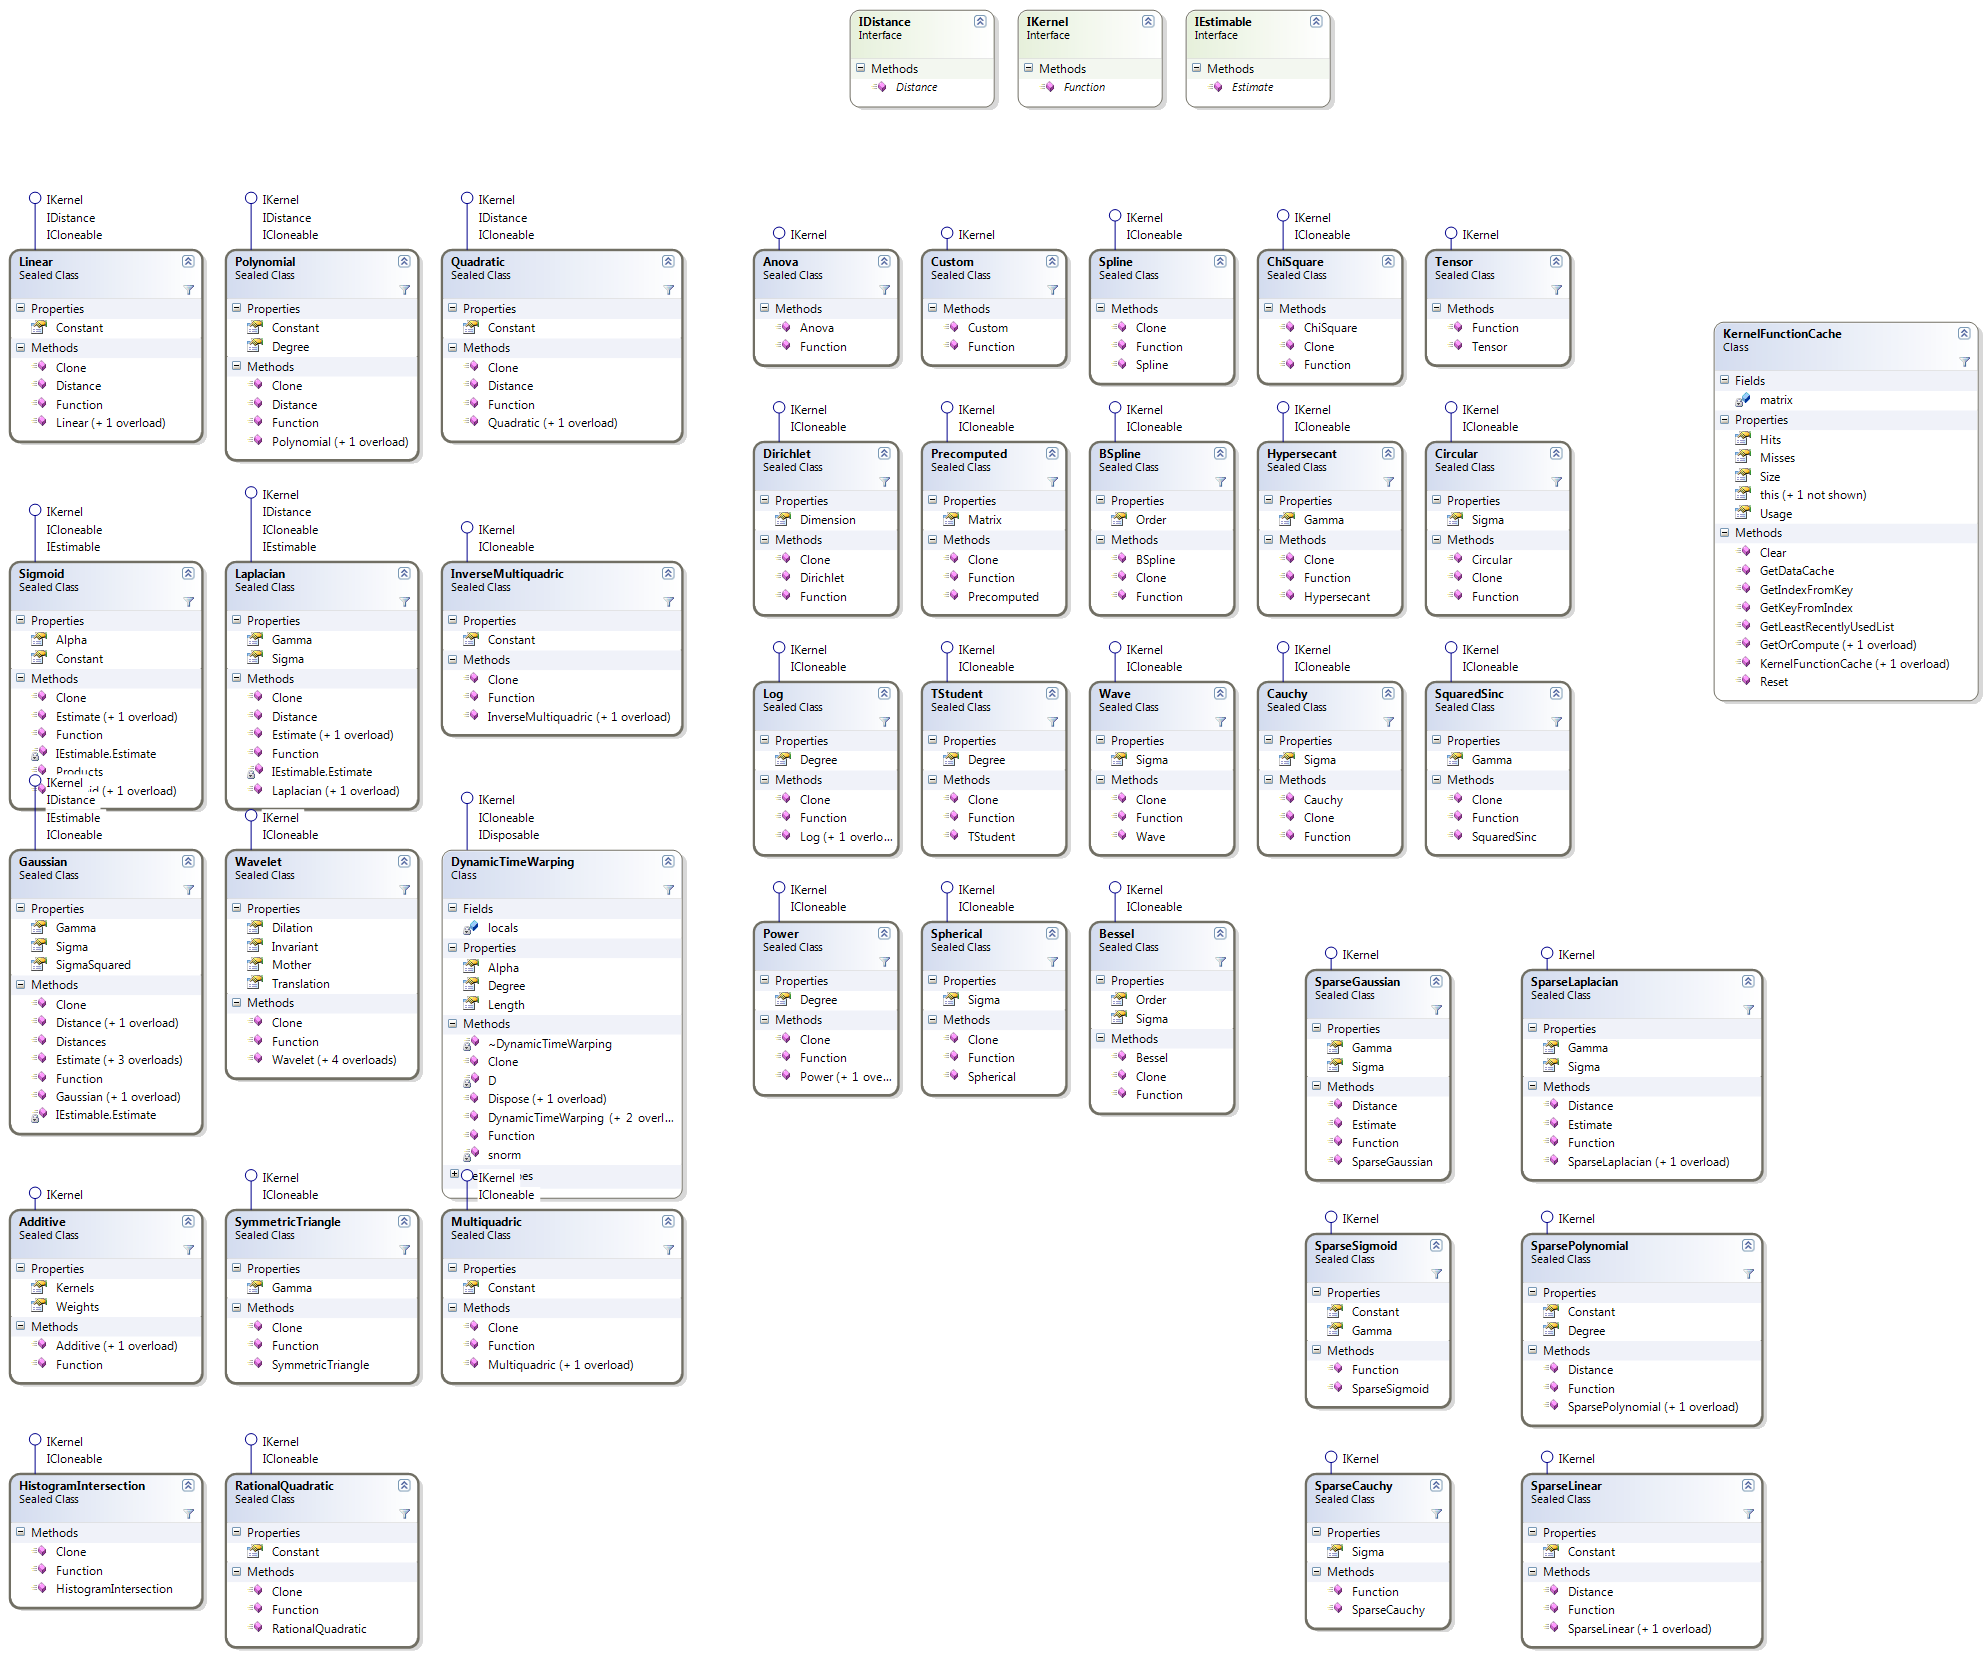 IDistance
Interface
Methods
Distance
IKernel
Interface
Methods
Function
IEstimable
Interface
Methods
Estimate
IKernel
IDistance
ICloneable
Linear
Sealed Class
Properties
Constant
Methods
Clone
Distance
Function
Linear (+ 1 overload)
IKernel
IDistance
ICloneable
Polynomial
Sealed Class
Properties
Constant
Degree
Methods
Clone
Distance
Function
Polynomial (+ 1 overload)
IKernel
IDistance
ICloneable
Quadratic
Sealed Class
Properties
Constant
Methods
Clone
Distance
Function
Quadratic (+ 1 overload)
IKernel
Anova
Sealed Class
Methods
Anova
Function
IKernel
Custom
Sealed Class
Methods
Custom
Function
IKernel
ICloneable
Spline
Sealed Class
Methods
Clone
Function
Spline
IKernel
ICloneable
ChiSquare
Sealed Class
Methods
ChiSquare
Clone
Function
IKernel
Tensor
Sealed Class
Methods
Function
Tensor
KernelFunctionCache
Class
Fields
matrix
Properties
Hits
Misses
Size
this (+ 1 not shown)
Usage
Methods
Clear
GetDataCache
GetIndexFromKey
GetKeyFromIndex
GetLeastRecentlyUsedList
GetOrCompute (+ 1 overload)
KernelFunctionCache (+ 1 overload)
Reset
IKernel
ICloneable
Dirichlet
Sealed Class
Properties
Dimension
Methods
Clone
Dirichlet
Function
IKernel
ICloneable
Precomputed
Sealed Class
Properties
Matrix
Methods
Clone
Function
Precomputed
IKernel
ICloneable
BSpline
Sealed Class
Properties
Order
Methods
BSpline
Clone
Function
IKernel
ICloneable
Hypersecant
Sealed Class
Properties
Gamma
Methods
Clone
Function
Hypersecant
IKernel
ICloneable
Circular
Sealed Class
Properties
Sigma
Methods
Circular
Clone
Function
IKernel
ICloneable
IEstimable
Sigmoid
Sealed Class
Properties
Alpha
Constant
Methods
Clone
Estimate (+ 1 overload)
Function
IEstimable.Estimate
Products
(+ 1 overload)
IKernel
IDistance
ICloneable
IEstimable
Laplacian
Sealed Class
Properties
Gamma
Sigma
Methods
Clone
Distance
Estimate (+ 1 overload)
Function
IEstimable.Estimate
Laplacian (+ 1 overload)
IKernel
ICloneable
InverseMultiquadric
Sealed Class
Properties
Constant
Methods
Clone
Function
InverseMultiquadric (+ 1 overload)
IKernel
ICloneable
Log
Sealed Class
Properties
Degree
Methods
Clone
Function
Log (+ 1 overlo...
IKernel
ICloneable
TStudent
Sealed Class
Properties
Degree
Methods
Clone
Function
TStudent
IKernel
ICloneable
Wave
Sealed Class
Properties
Sigma
Methods
Clone
Function
Wave
IKernel
ICloneable
Cauchy
Sealed Class
Properties
Sigma
Methods
Cauchy
Clone
Function
IKernel
ICloneable
SquaredSinc
Sealed Class
Properties
Gamma
Methods
Clone
Function
SquaredSinc
IKernel
IDistance
IEstimable
ICloneable
Gaussian
Sealed Class
Properties
Gamma
Sigma
SigmaSquared
Methods
Clone
Distance (+ 1 overload)
Distances
Estimate (+ 3 overloads)
Function
Gaussian (+ 1 overload)
IEstimable.Estimate
IKernel
ICloneable
Wavelet
Sealed Class
Properties
Dilation
Invariant
Mother
Translation
Methods
Clone
Function
Wavelet (+ 4 overloads)
IKernel
ICloneable
IDisposable
DynamicTimeWarping
Class
Fields
locals
Properties
Alpha
Degree
Length
Methods
~DynamicTimeWarping
Clone
D
Dispose (+ 1 overload)
DynamicTimeWarping (+ 2 overl...
Function
snorm
IKernel
ICloneable
Power
Sealed Class
Properties
Degree
Methods
Clone
Function
Power (+ 1 ove...
IKernel
ICloneable
Spherical
Sealed Class
Properties
Sigma
Methods
Clone
Function
Spherical
IKernel
ICloneable
Bessel
Sealed Class
Properties
Order
Sigma
Methods
Bessel
Clone
Function
IKernel
SparseGaussian
Sealed Class
Properties
Gamma
Sigma
Methods
Distance
Estimate
Function
SparseGaussian
IKernel
SparseLaplacian
Sealed Class
Properties
Gamma
Sigma
Methods
Distance
Estimate
Function
SparseLaplacian (+ 1 overload)
IKernel
Additive
Sealed Class
Properties
Kernels
Weights
Methods
Additive (+ 1 overload)
Function
IKernel
ICloneable
SymmetricTriangle
Sealed Class
Properties
Gamma
Methods
Clone
Function
SymmetricTriangle
IKernel
ICloneable
Multiquadric
Sealed Class
Properties
Constant
Methods
Clone
Function
Multiquadric (+ 1 overload)
IKernel
SparseSigmoid
Sealed Class
Properties
Constant
Gamma
Methods
Function
SparseSigmoid
IKernel
SparsePolynomial
Sealed Class
Properties
Constant
Degree
Methods
Distance
Function
SparsePolynomial (+ 1 overload)
IKernel
ICloneable
HistogramIntersection
Sealed Class
Methods
Clone
Function
HistogramIntersection
IKernel
ICloneable
RationalQuadratic
Sealed Class
Properties
Constant
Methods
Clone
Function
RationalQuadratic
IKernel
SparseCauchy
Sealed Class
Properties
Sigma
Methods
Function
SparseCauchy
IKernel
SparseLinear
Sealed Class
Properties
Constant
Methods
Distance
Function
SparseLinear (+ 1 overload)